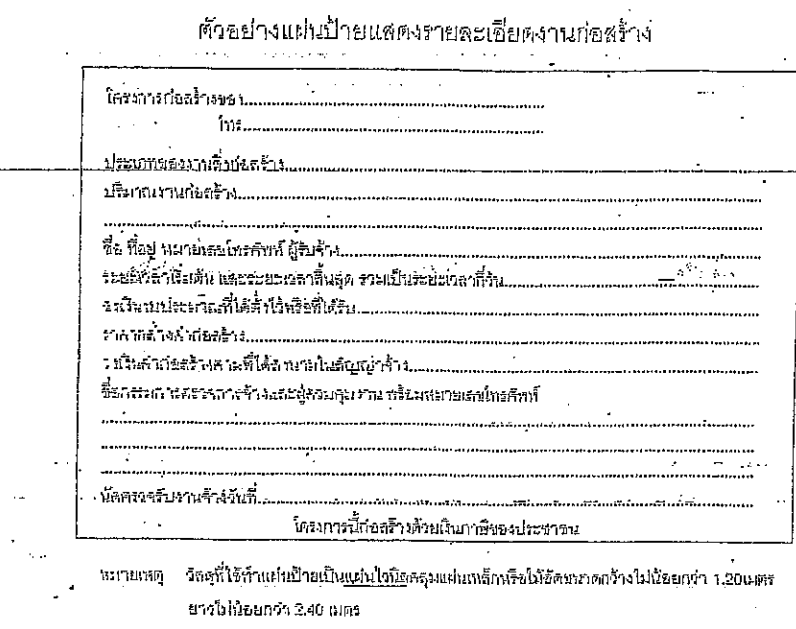 ตัวอย่างแผ่นป้ายแสดงรายละเอียดงานก่อสร้าง
โครงการก่อสร้างของ
โทร
ประเภทของงานสิ่งก่อสร้าง
ปริมาณงานก่อสร้าง
ชื่อ ที่อยู่ หมายเลขโทรศัพท์ ผู้รับจ้าง
ระยะเวลาเริ่มต้น และระยะเวลาสิ้นสุด รวมเป็นระยะเวลากี่วัน
วงเงินงบประมาณที่ได้ตั้งไว้หรือที่ได้รับ
ราคากลางค่าก่อสร้าง
วงเงินค่าก่อสร้างตามที่ได้ลงนามในสัญญาจ้าง
ชื่อกรรมการตรวจการจ้างและผู้ควบคุมงาน พร้อมหมายเลขโทรศัพท์
นัดตรวจรับงานจ้างวันที่
โครงการนี้ก่อสร้างด้วยเงินภาษีของประชาชน
หมายเหตุ วัสดุที่ใช้ทำแผ่นป้ายเป็นแผ่นไวนิลคลุมแผ่นเหล็กหรือไม้อัดขนาดกว้างไม่น้อยกว่า 1.20เมตร
ยาวไม่น้อยกว่า 2.40 เมตร